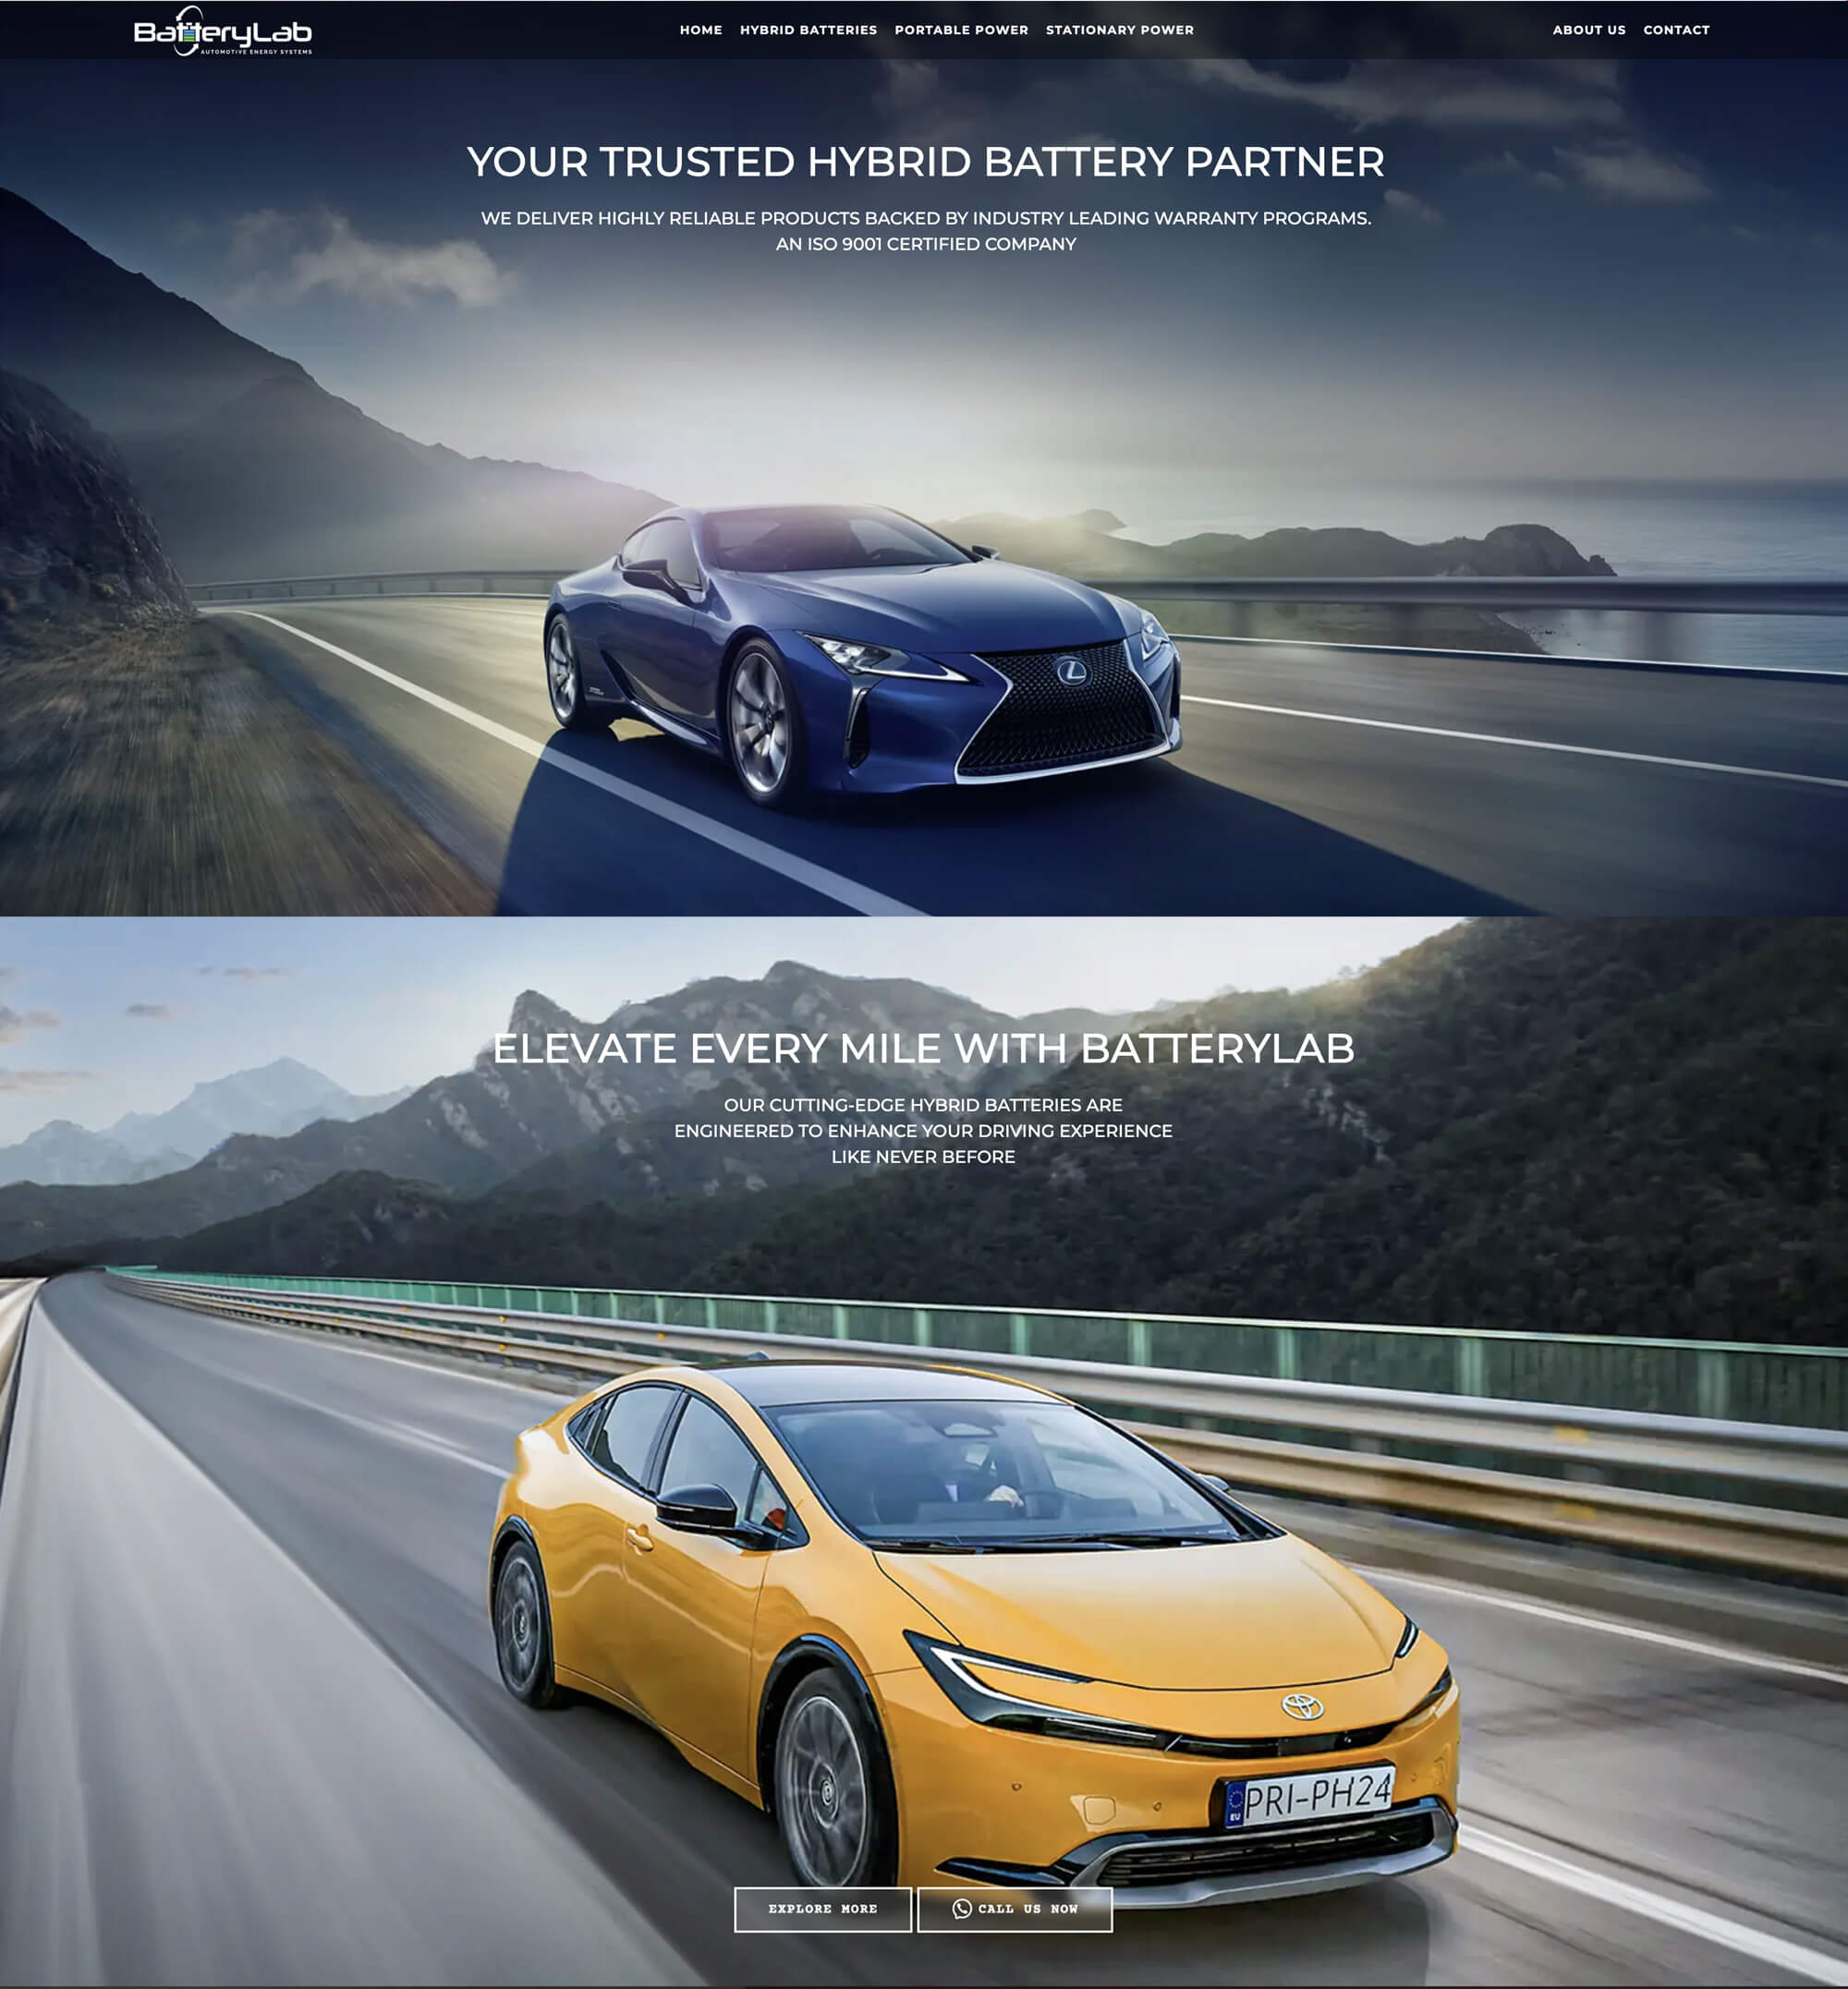 BatteryLab
AUTOMOTIVE ENERGY SYSTEMS
HOME HYBRID BATTERIES PORTABLE POWER STATIONARY POWER
ABOUT US CONTACT
YOUR TRUSTED HYBRID BATTERY PARTNER
WE DELIVER HIGHLY RELIABLE PRODUCTS BACKED BY INDUSTRY LEADING WARRANTY PROGRAMS.
AN ISO 9001 CERTIFIED COMPANY
ELEVATE EVERY MILE WITH BATTERYLAB
OUR CUTTING-EDGE HYBRID BATTERIES ARE
ENGINEERED TO ENHANCE YOUR DRIVING EXPERIENCE
LIKE NEVER BEFORE
EU
PRI-PH24
EXPLORE MORE
CALL US NOW